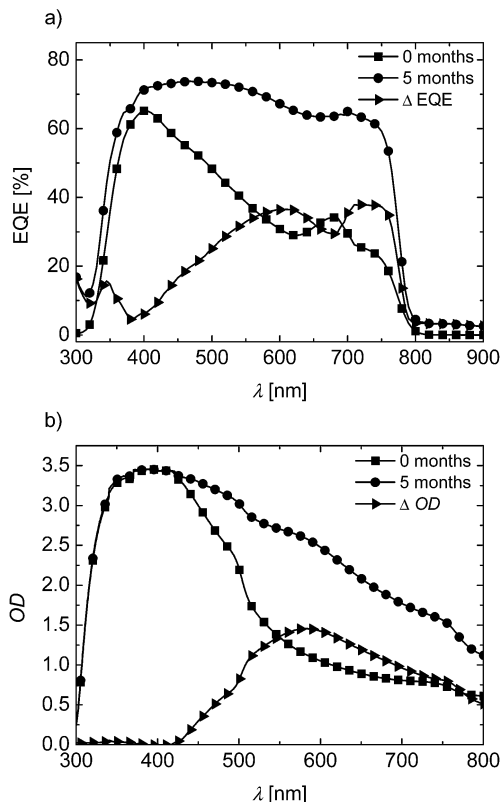 a)
80
60
40
20
0
EQE [%]
0 months
5 months
Δ EQE
300 400 500 600 700 800 900
λ [nm]
b)
3.5
3.0
2.5
2.0
1.5
1.0
0.5
0.0
OD
0 months
5 months
Δ OD
300 400 500 600 700 800
λ [nm]